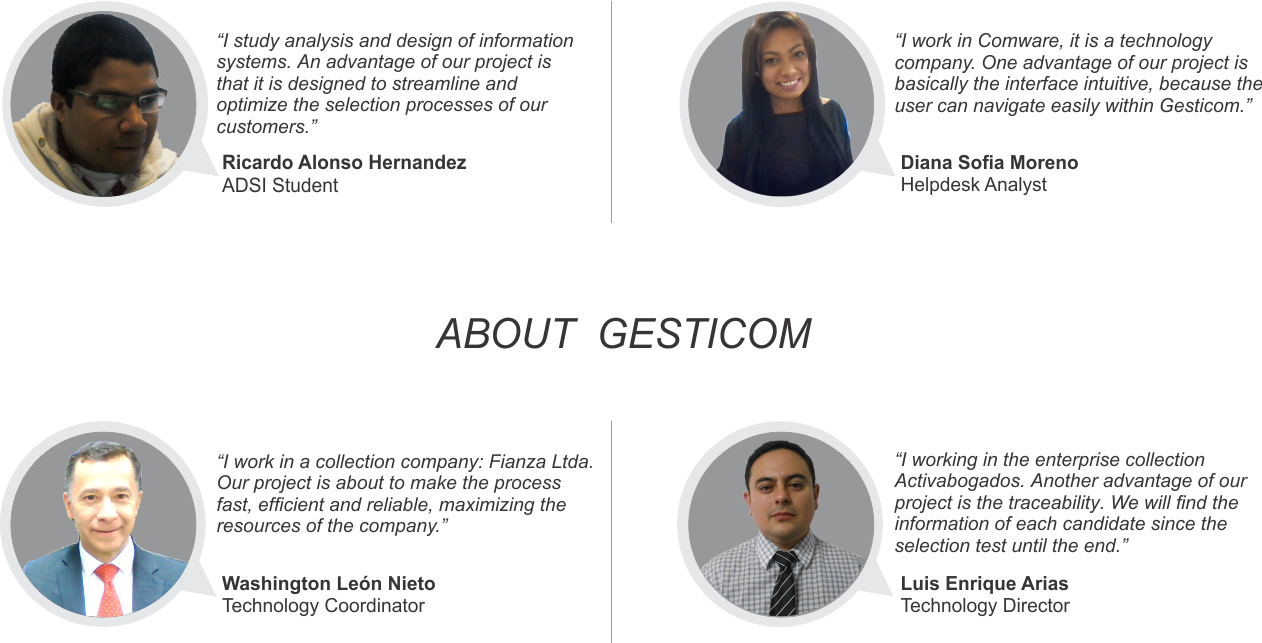 “I study analysis and design of information
systems. An advantage of our project is
that it is designed to streamline and
optimize the selection processes of our
customers.”
Ricardo Alonso Hernandez
ADSI Student
“I work in Comware, it is a technology
company. One advantage of our project is
basically the interface intuitive, because the
user can navigate easily within Gesticom.”
Diana Sofia Moreno
Helpdesk Analyst
ABOUT GESTICOM
“I work in a collection company: Fianza Ltda.
Our project is about to make the process
fast, efficient and reliable, maximizing the
resources of the company.”
Washington León Nieto
Technology Coordinator
“I working in the enterprise collection
Activabogados. Another advantage of our
project is the traceability. We will find the
information of each candidate since the
selection test until the end.”
Luis Enrique Arias
Technology Director